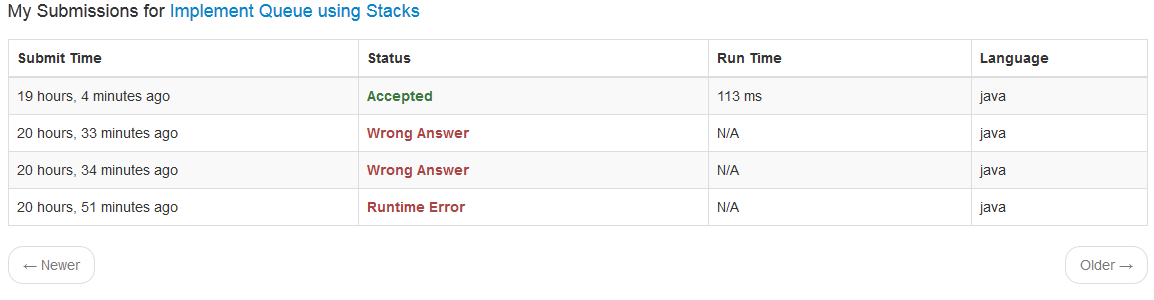 My Submissions for Implement Queue using Stacks
Submit Time Status Run Time Language
19 hours, 4 minutes ago Accepted 113 ms java
20 hours, 33 minutes ago Wrong Answer N/A java
20 hours, 34 minutes ago Wrong Answer N/A java
20 hours, 51 minutes ago Runtime Error N/A java
← Newer Older →